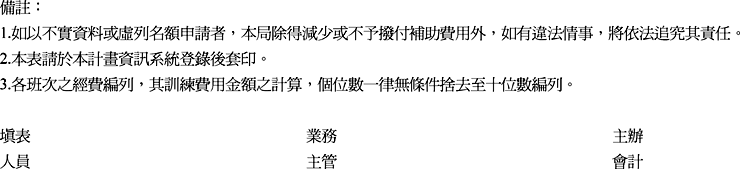 備註：
1.如以不實資料或虛列名額申請者，本局除得減少或不予撥付補助費用外，如有違法情事，將依法追究其責任。
2.本表請於本計畫資訊系統登錄後套印。
3.各班次之經費編列，其訓練費用金額之計算，個位數一律無條件捨去至十位數編列。
填表 業務 主辦
人員 主管 會計